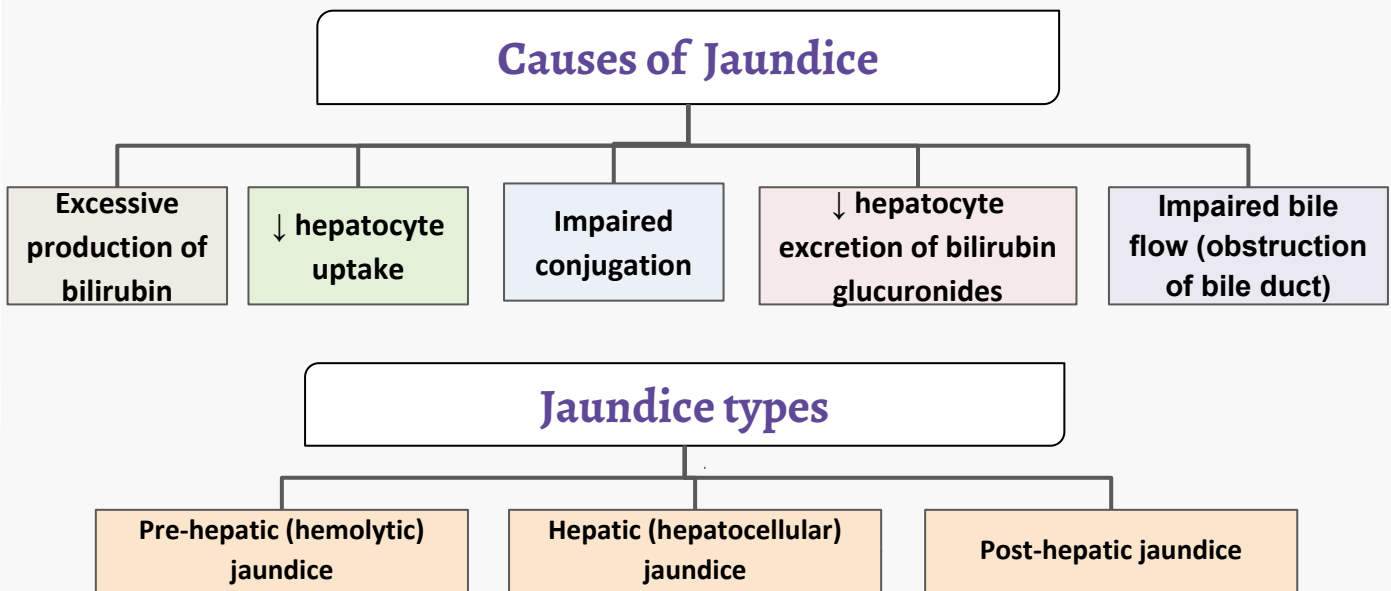 Causes of Jaundice
Excessive
production of
bilirubin
↓ hepatocyte
uptake
Impaired
conjugation
↓ hepatocyte
excretion of bilirubin
glucuronides
Impaired bile
flow (obstruction
of bile duct)
Jaundice types
Pre-hepatic (hemolytic)
jaundice
Hepatic (hepatocellular)
jaundice
Post-hepatic jaundice